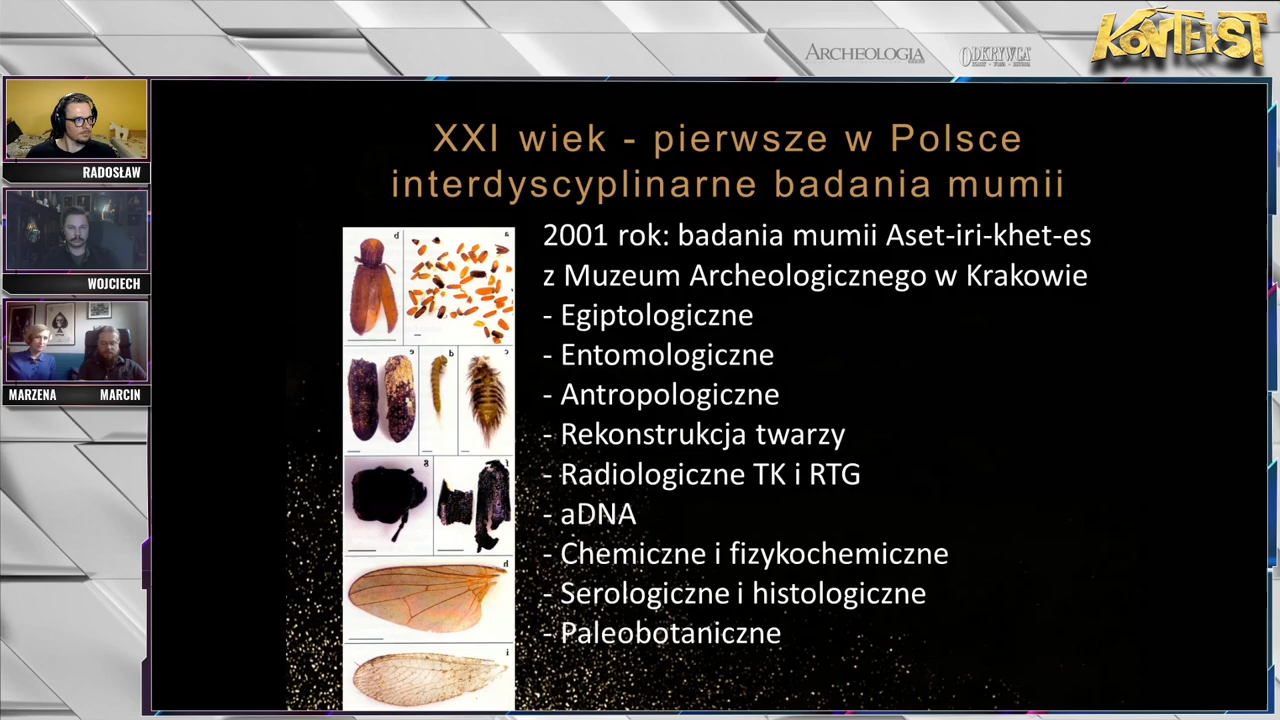 ARCHEOLOGIA
ODKRYWCA
KONTEKST
RADOSŁAW
WOJCIECH
MARZENA MARCIN
XXI wiek - pierwsze w Polsce
interdyscyplinarne badania mumii
2001 rok: badania mumii Aset-iri-khet-es
z Muzeum Archeologicznego w Krakowie
- Egiptologiczne
- Entomologiczne
- Antropologiczne
- Rekonstrukcja twarzy
- Radiologiczne TK i RTG
- aDNA
- Chemiczne i fizykochemiczne
- Serologiczne i histologiczne
- Paleobotaniczne